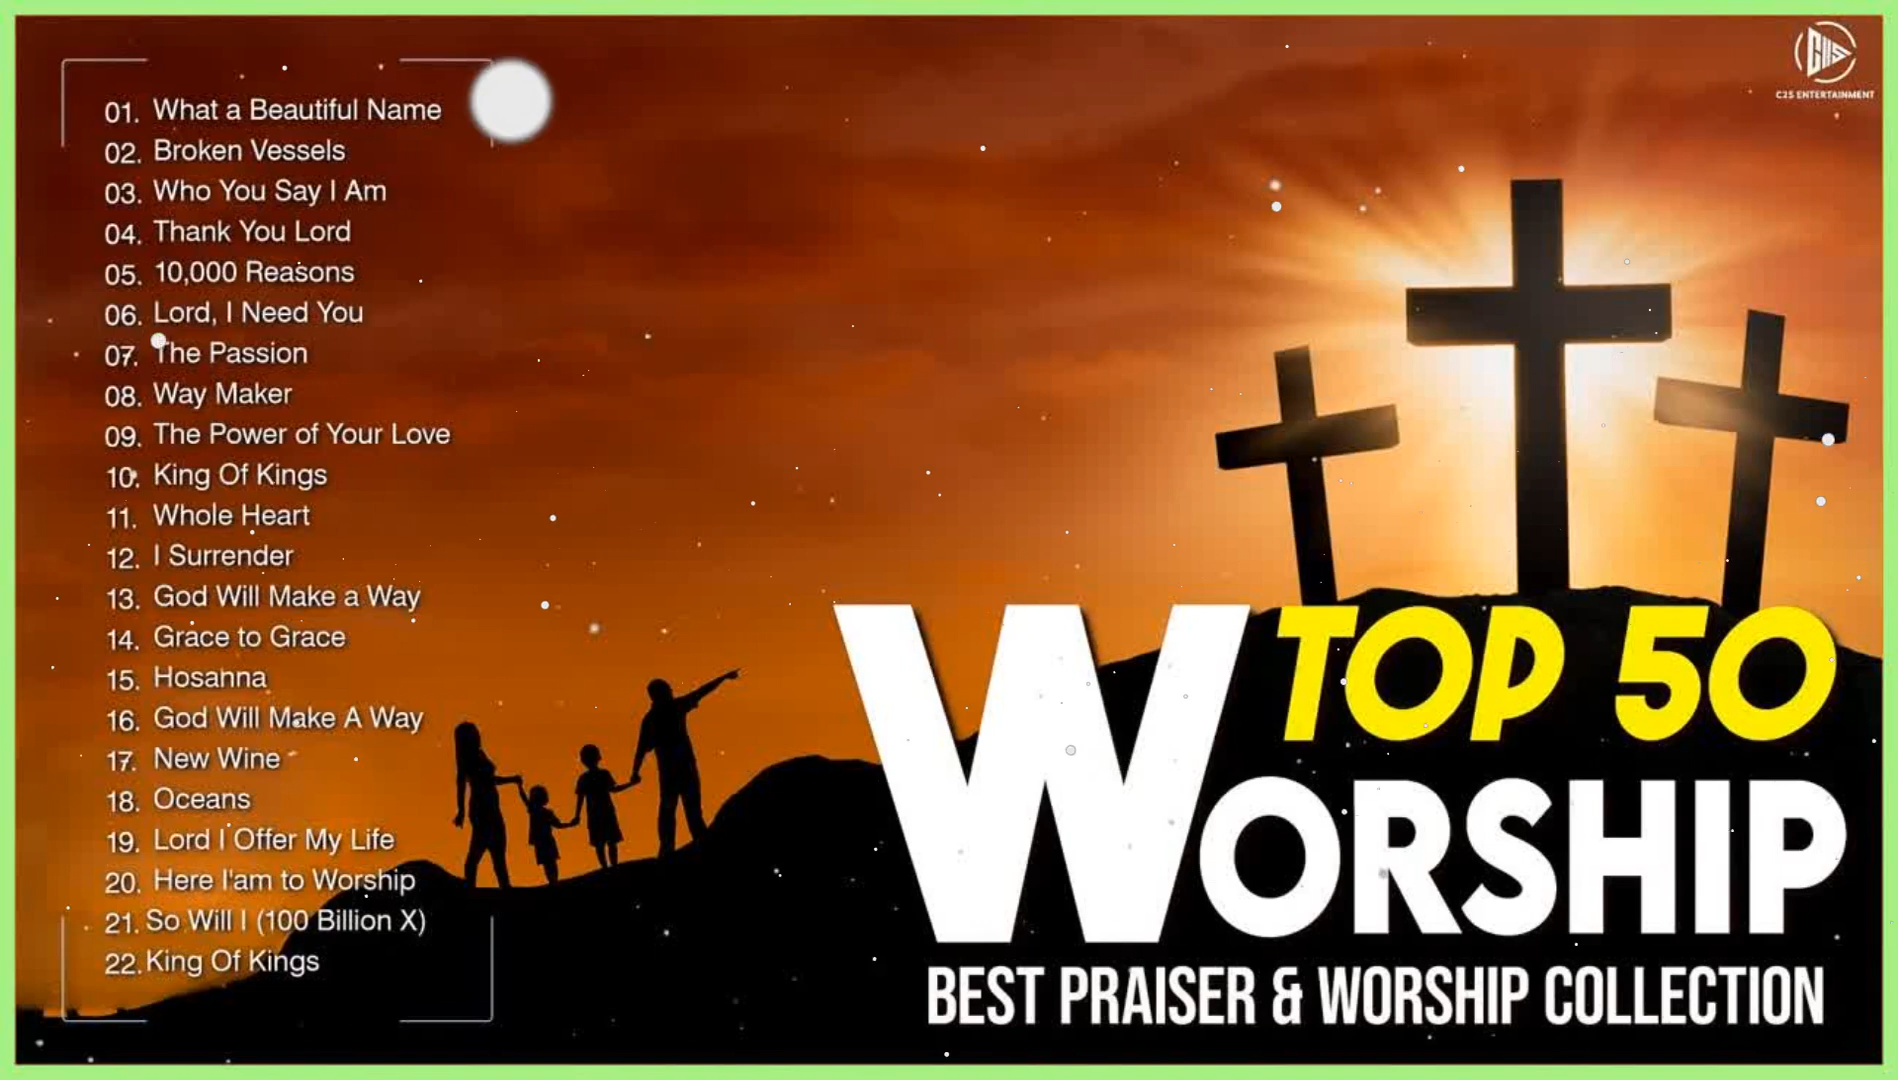 01. What a Beautiful Name
02. Broken Vessels
03. Who You Say I Am
04. Thank You Lord
05. 10,000 Reasons
06. Lord, I Need You
07. The Passion
08. Way Maker
09. The Power of Your Love
10. King Of Kings
11. Whole Heart
12. I Surrender
13. God Will Make a Way
14. Grace to Grace
15. Hosanna
16. God Will Make A Way
17. New Wine
18. Oceans
19. Lord I Offer My Life
20. Here I'am to Worship
21. So Will I (100 Billion X)
22. King Of Kings
C2S ENTERTAINMENT
TOP 50
WORSHIP
BEST PRAISER & WORSHIP COLLECTION